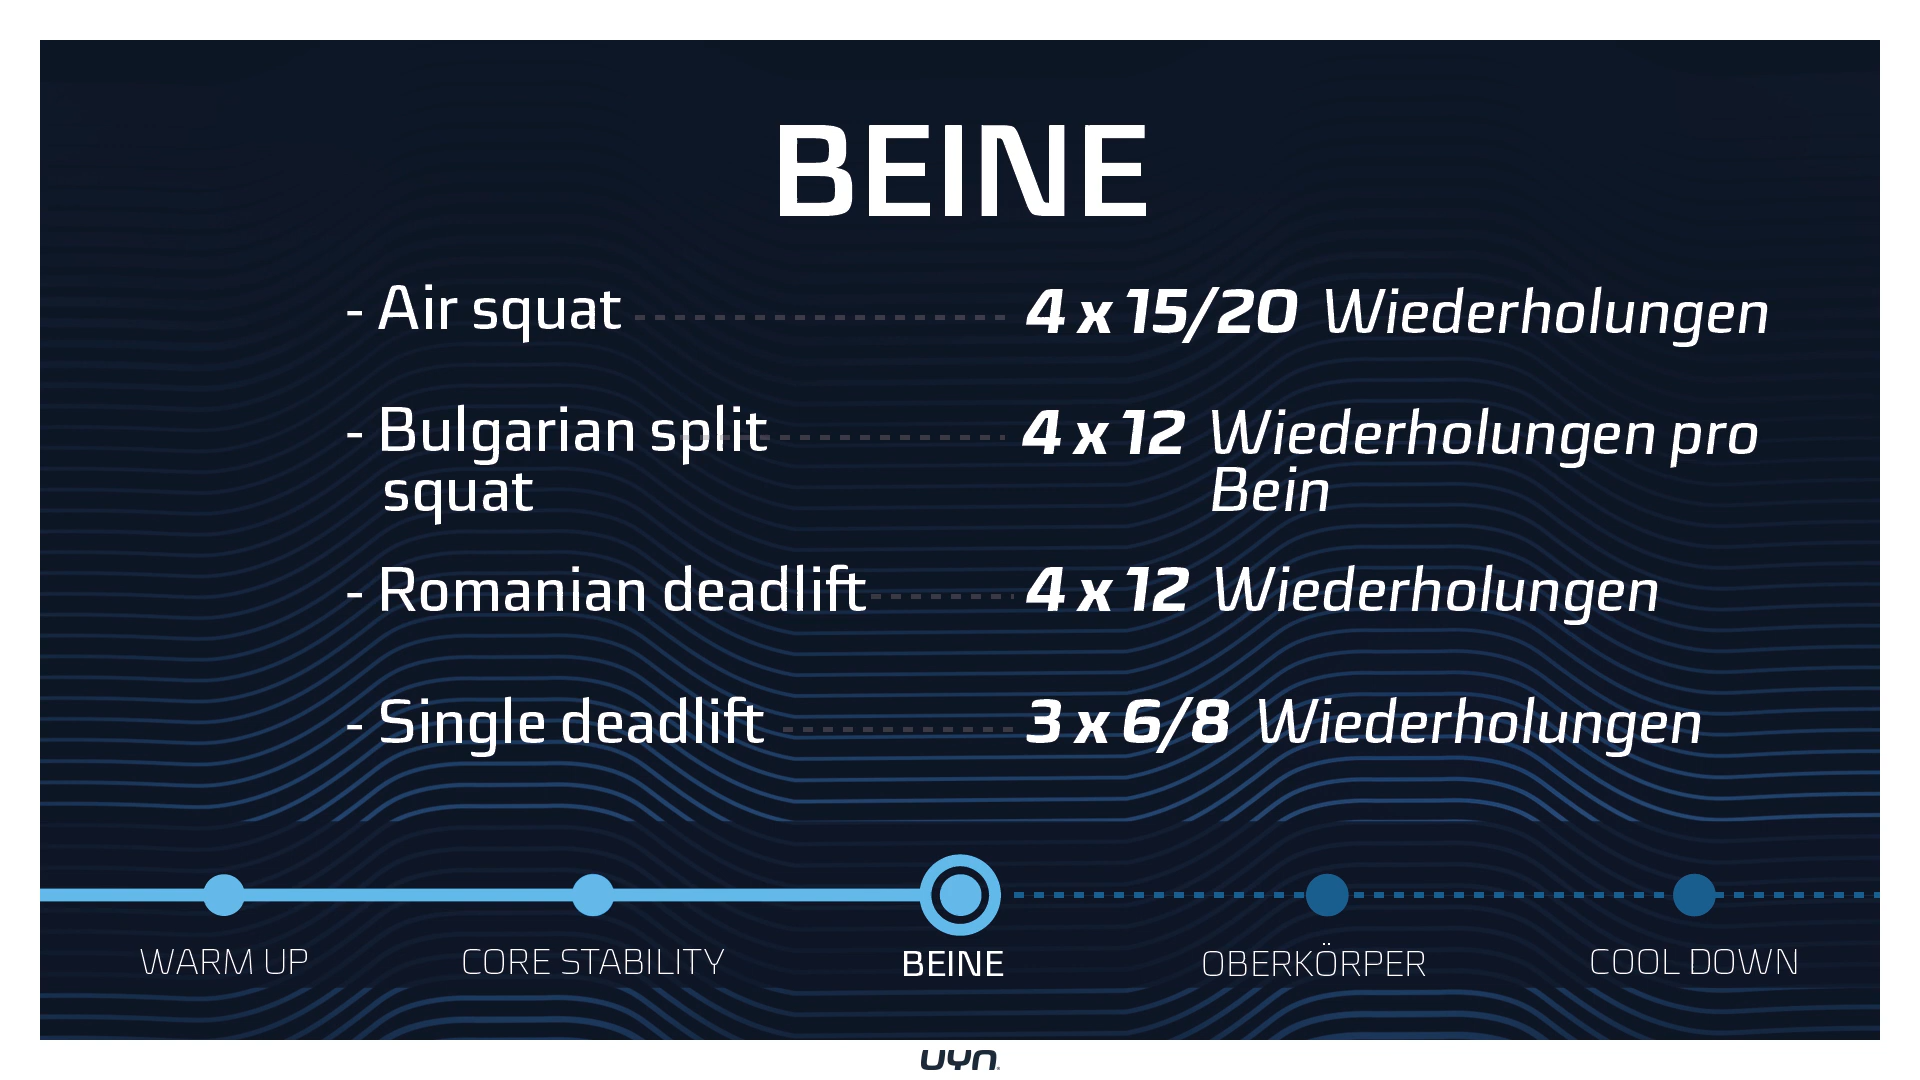 BEINE
- Air squat 4 x 15/20 Wiederholungen
- Bulgarian split 4 x 12 Wiederholungen pro
squat Bein
- Romanian deadlift 4 x 12 Wiederholungen
- Single deadlift 3 x 6/8 Wiederholungen
WARM UP CORE STABILITY BEINE OBERKÖRPER COOL DOWN
UYN